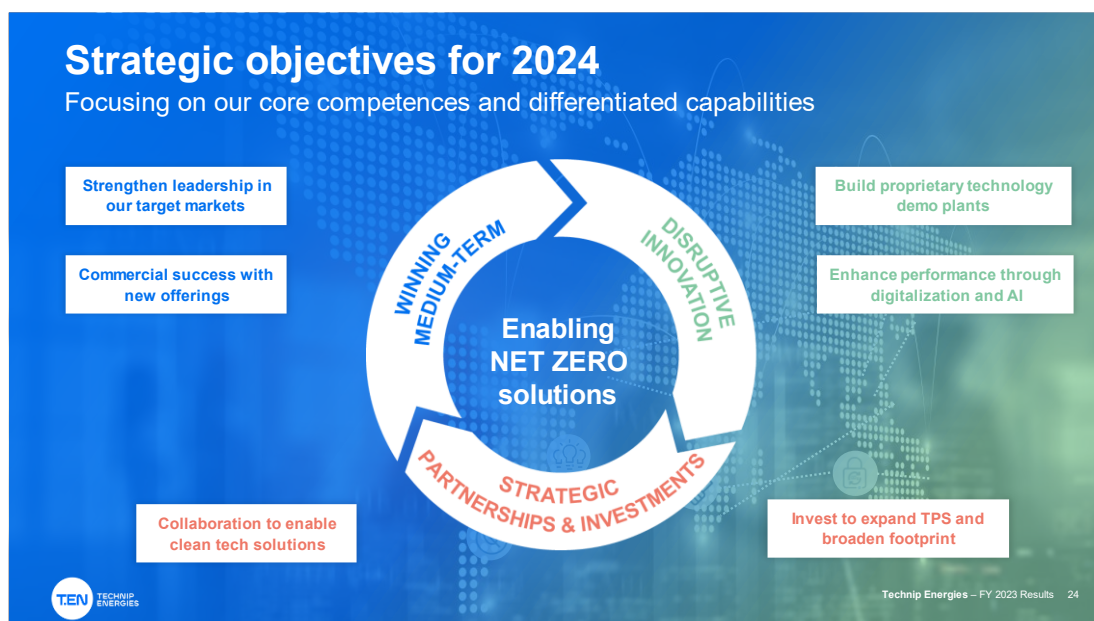 Strategic objectives for 2024
Focusing on our core competences and differentiated capabilities
Strengthen leadership in
our target markets
Commercial success with
new offerings
WINNING
MEDIUM-TERM
DISRUPTIVE
INNOVATION
Build proprietary technology
demo plants
Enhance performance through
digitalization and AI
Enabling
NET ZERO
solutions
STRATEGIC
PARTNERSHIPS & INVESTMENTS
Collaboration to enable
clean tech solutions
Invest to expand TPS and
broaden footprint
T.EN TECHNIP
ENERGIES
Technip Energies – FY 2023 Results 24